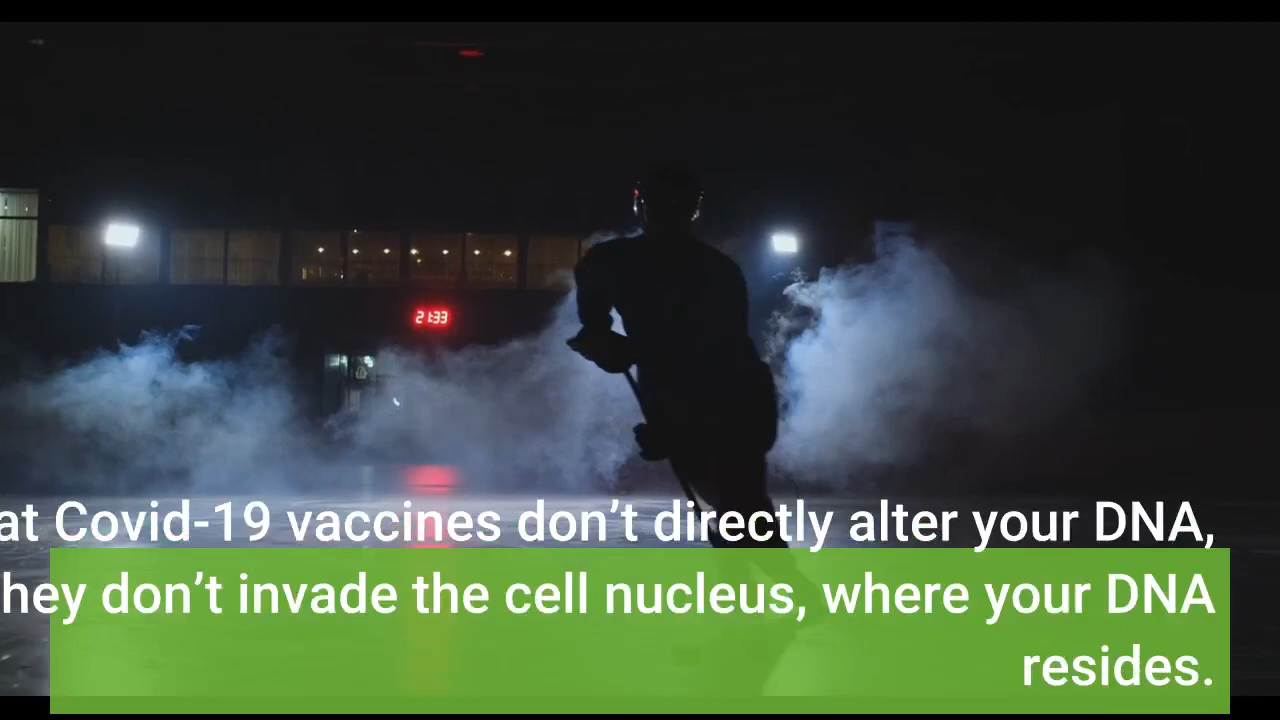 21:33
at Covid-19 vaccines don’t directly alter your DNA,
hey don’t invade the cell nucleus, where your DNA
resides.